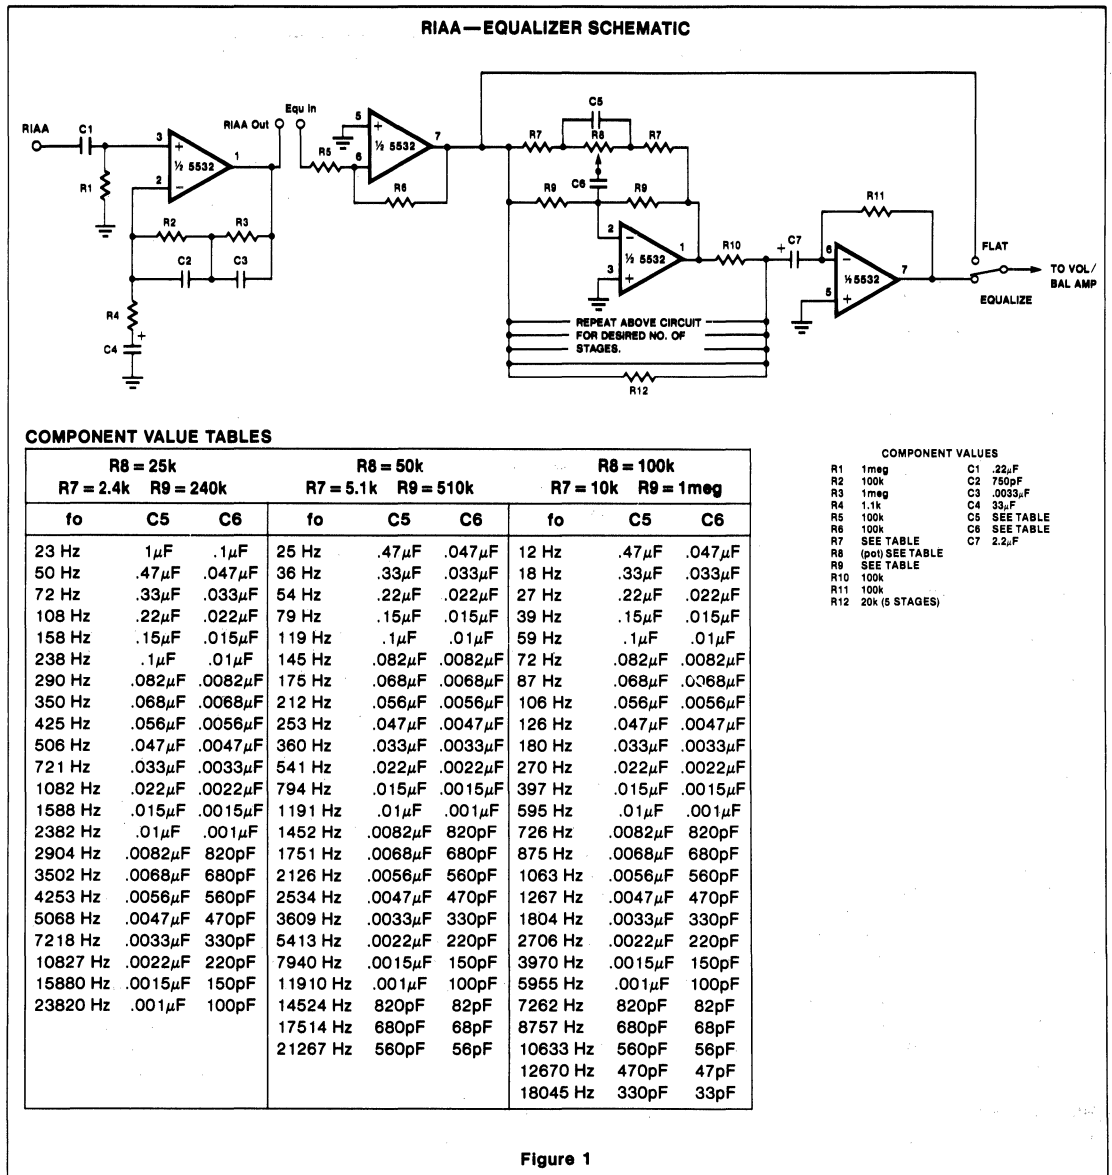 RIAA—EQUALIZER SCHEMATIC
RIAA
C1
R1
3
+
½ 5532
2
−
1
RIAA Out
Equ In
R2
R3
C2
C3
R4
+
C4
R5
5
+
½ 5532
6
−
7
R6
C5
R7
R8
R7
C6
R9
R9
2
−
½ 5532
3
+
1
R10
+
C7
R11
6
−
½5532
5
+
7
FLAT
EQUALIZE
TO VOL/
BAL AMP
REPEAT ABOVE CIRCUIT
FOR DESIRED NO. OF
STAGES.
R12
COMPONENT VALUE TABLES
R8 = 25k R8 = 50k R8 = 100k
R7 = 2.4k R9 = 240k R7 = 5.1k R9 = 510k R7 = 10k R9 = 1meg
fo C5 C6 fo C5 C6 fo C5 C6
23 Hz 1µF .1µF 25 Hz .47µF .047µF 12 Hz .47µF .047µF
50 Hz .47µF .047µF 36 Hz .33µF .033µF 18 Hz .33µF .033µF
72 Hz .33µF .033µF 54 Hz .22µF .022µF 27 Hz .22µF .022µF
108 Hz .22µF .022µF 79 Hz .15µF .015µF 39 Hz .15µF .015µF
158 Hz .15µF .015µF 119 Hz .1µF .01µF 59 Hz .1µF .01µF
238 Hz .1µF .01µF 145 Hz .082µF .0082µF 72 Hz .082µF .0082µF
290 Hz .082µF .0082µF 175 Hz .068µF .0068µF 87 Hz .068µF .0068µF
350 Hz .068µF .0068µF 212 Hz .056µF .0056µF 106 Hz .056µF .0056µF
425 Hz .056µF .0056µF 253 Hz .047µF .0047µF 126 Hz .047µF .0047µF
506 Hz .047µF .0047µF 360 Hz .033µF .0033µF 180 Hz .033µF .0033µF
721 Hz .033µF .0033µF 541 Hz .022µF .0022µF 270 Hz .022µF .0022µF
1082 Hz .022µF .0022µF 794 Hz .015µF .0015µF 397 Hz .015µF .0015µF
1588 Hz .015µF .0015µF 1191 Hz .01µF .001µF 595 Hz .01µF .001µF
2382 Hz .01µF .001µF 1452 Hz .0082µF 820pF 726 Hz .0082µF 820pF
2904 Hz .0082µF 820pF 1751 Hz .0068µF 680pF 875 Hz .0068µF 680pF
3502 Hz .0068µF 680pF 2126 Hz .0056µF 560pF 1063 Hz .0056µF 560pF
4253 Hz .0056µF 560pF 2534 Hz .0047µF 470pF 1267 Hz .0047µF 470pF
5068 Hz .0047µF 470pF 3609 Hz .0033µF 330pF 1804 Hz .0033µF 330pF
7218 Hz .0033µF 330pF 5413 Hz .0022µF 220pF 2706 Hz .0022µF 220pF
10827 Hz .0022µF 220pF 7940 Hz .0015µF 150pF 3970 Hz .0015µF 150pF
15880 Hz .0015µF 150pF 11910 Hz .001µF 100pF 5955 Hz .001µF 100pF
23820 Hz .001µF 100pF 14524 Hz 820pF 82pF 7262 Hz 820pF 82pF
17514 Hz 680pF 68pF 8757 Hz 680pF 68pF
21267 Hz 560pF 56pF 10633 Hz 560pF 56pF
12670 Hz 470pF 47pF
18045 Hz 330pF 33pF
COMPONENT VALUES
R1 1meg C1 .22µF
R2 100k C2 750pF
R3 1meg C3 .0033µF
R4 1.1k C4 33µF
R5 100k C5 SEE TABLE
R6 100k C6 SEE TABLE
R7 SEE TABLE C7 2.2µF
R8 (pot) SEE TABLE
R9 SEE TABLE
R10 100k
R11 100k
R12 20k (5 STAGES)
Figure 1